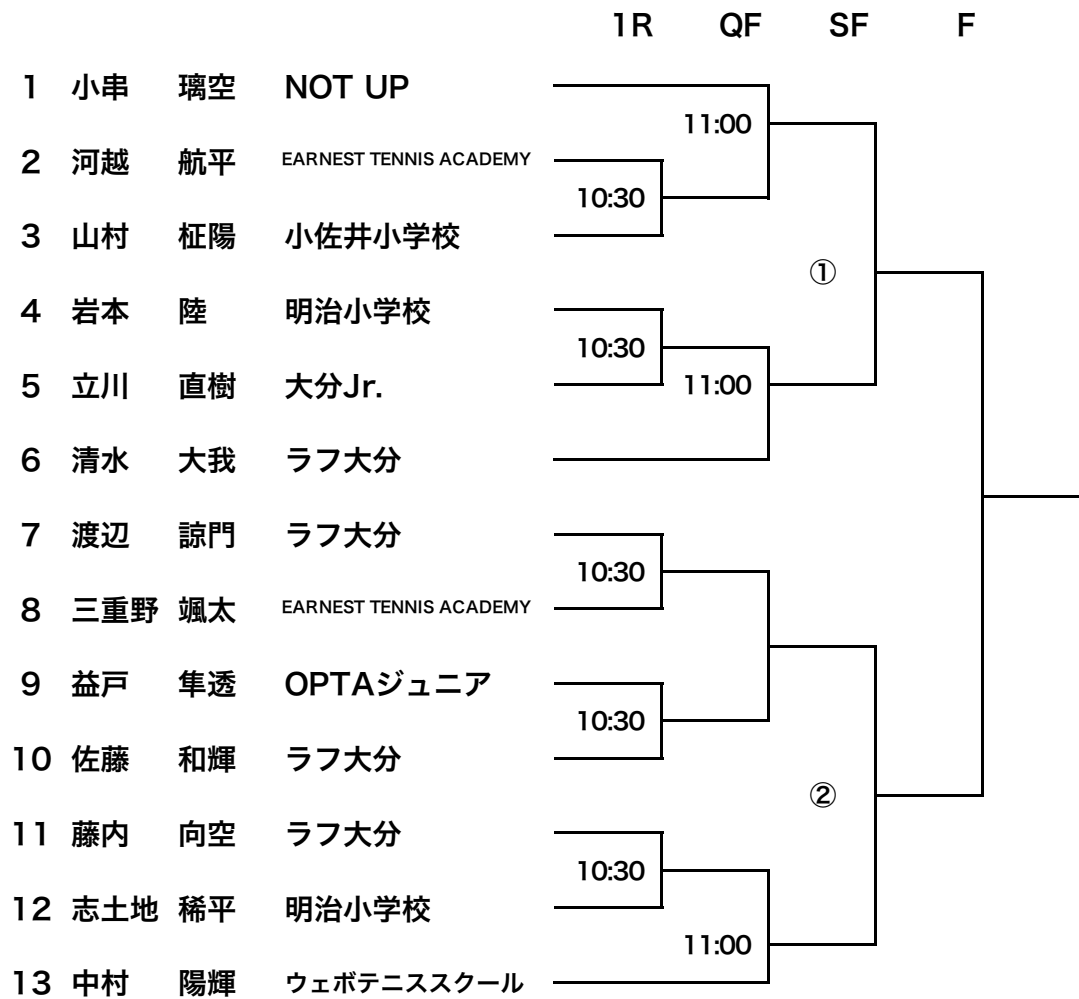 1R QF SF F
1 小串 璃空 NOT UP
11:00
2 河越 航平 EARNEST TENNIS ACADEMY
10:30
3 山村 柾陽 小佐井小学校
①
4 岩本 陸 明治小学校
10:30
5 立川 直樹 大分Jr.
11:00
6 清水 大我 ラフ大分
7 渡辺 諒門 ラフ大分
10:30
8 三重野 颯太 EARNEST TENNIS ACADEMY
9 益戸 隼透 OPTAジュニア
10:30
10 佐藤 和輝 ラフ大分
②
11 藤内 向空 ラフ大分
10:30
12 志土地 稀平 明治小学校
11:00
13 中村 陽輝 ウェボテニススクール